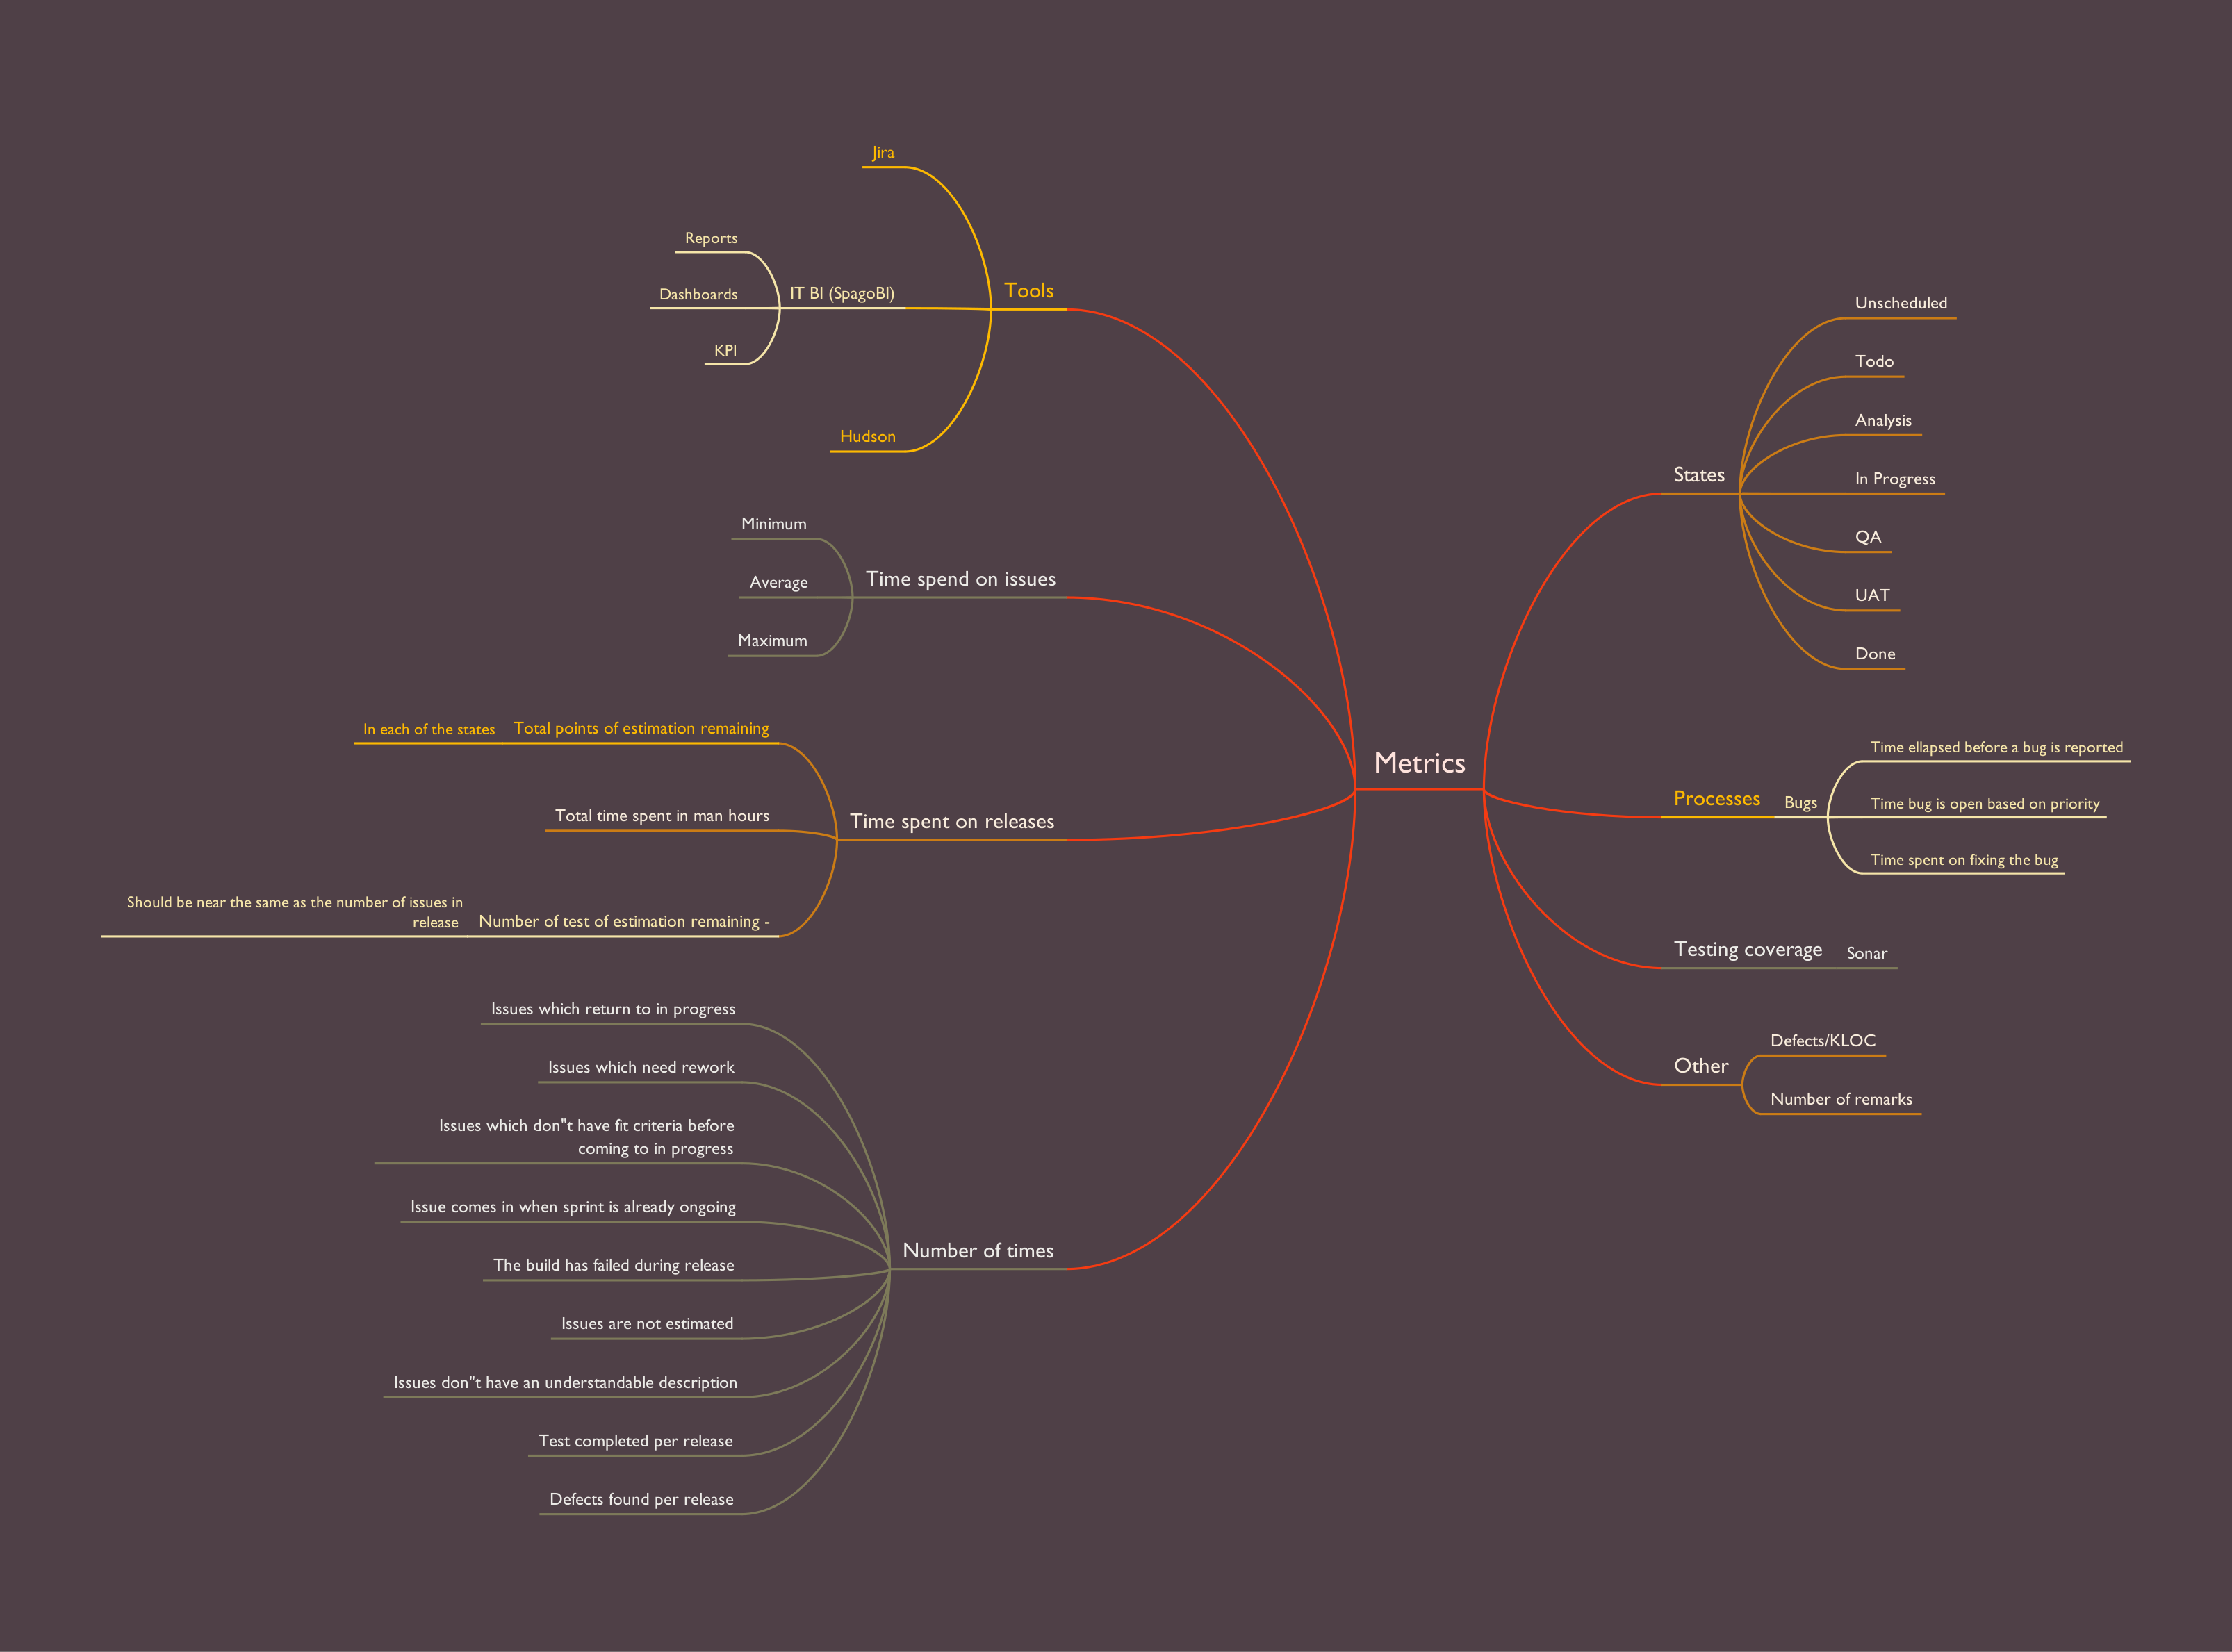 Metrics
Tools
Jira
IT BI (SpagoBI)
Reports
Dashboards
KPI
Hudson
Time spend on issues
Minimum
Average
Maximum
Time spent on releases
Total points of estimation remaining
In each of the states
Total time spent in man hours
Number of test of estimation remaining -
Should be near the same as the number of issues in
release
Number of times
Issues which return to in progress
Issues which need rework
Issues which don"t have fit criteria before
coming to in progress
Issue comes in when sprint is already ongoing
The build has failed during release
Issues are not estimated
Issues don"t have an understandable description
Test completed per release
Defects found per release
States
Unscheduled
Todo
Analysis
In Progress
QA
UAT
Done
Processes
Bugs
Time ellapsed before a bug is reported
Time bug is open based on priority
Time spent on fixing the bug
Testing coverage
Sonar
Other
Defects/KLOC
Number of remarks